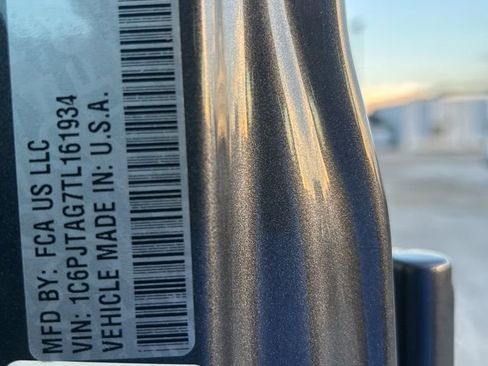 MFD BY: FCA US LLC
VIN: 1C6PJTAG7TL161934
VEHICLE MADE IN: U.S.A.